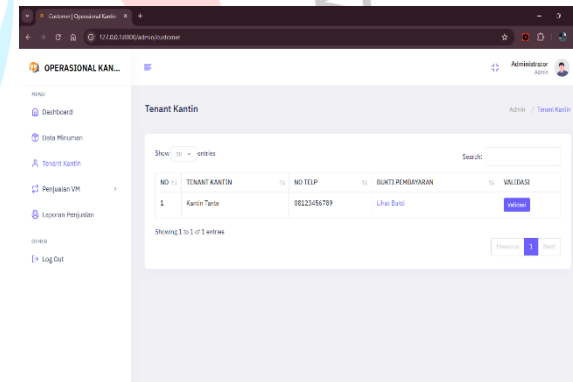 Customer | Operasional Kantin
127.0.0.1:8000/admin/customer
OPERASIONAL KAN...
Administrator
Admin
MENU
Dashboard
Data Minuman
Tenant Kantin
Penjualan VM
Laporan Penjualan
OTHER
Log Out
Tenant Kantin
Admin / Tenant Kantin
Show 10 entries
Search:
NO TENANT KANTIN NO TELP BUKTI PEMBAYARAN VALIDASI
1 Kantin Tante 08123456789 Lihat Bukti Validasi
Showing 1 to 1 of 1 entries
Previous 1 Next